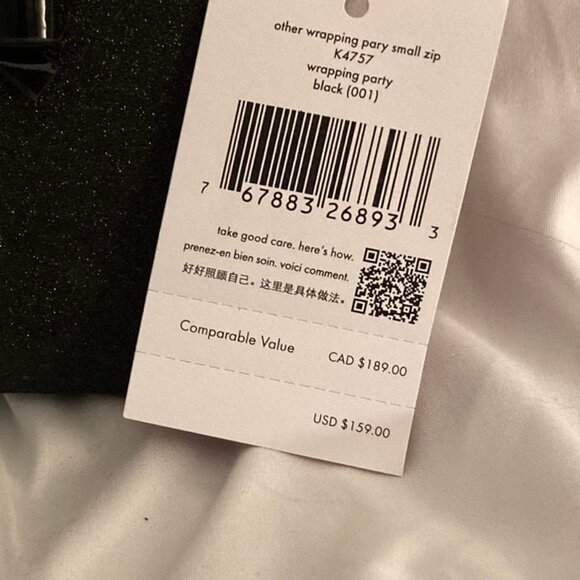 other wrapping pary small zip
K4757
wrapping party
black (001)
7 67883 26893 3
take good care. here's how.
prenez-en bien soin. voici comment.
好好照顾自己。这里是具体做法。
Comparable Value CAD $189.00
USD $159.00